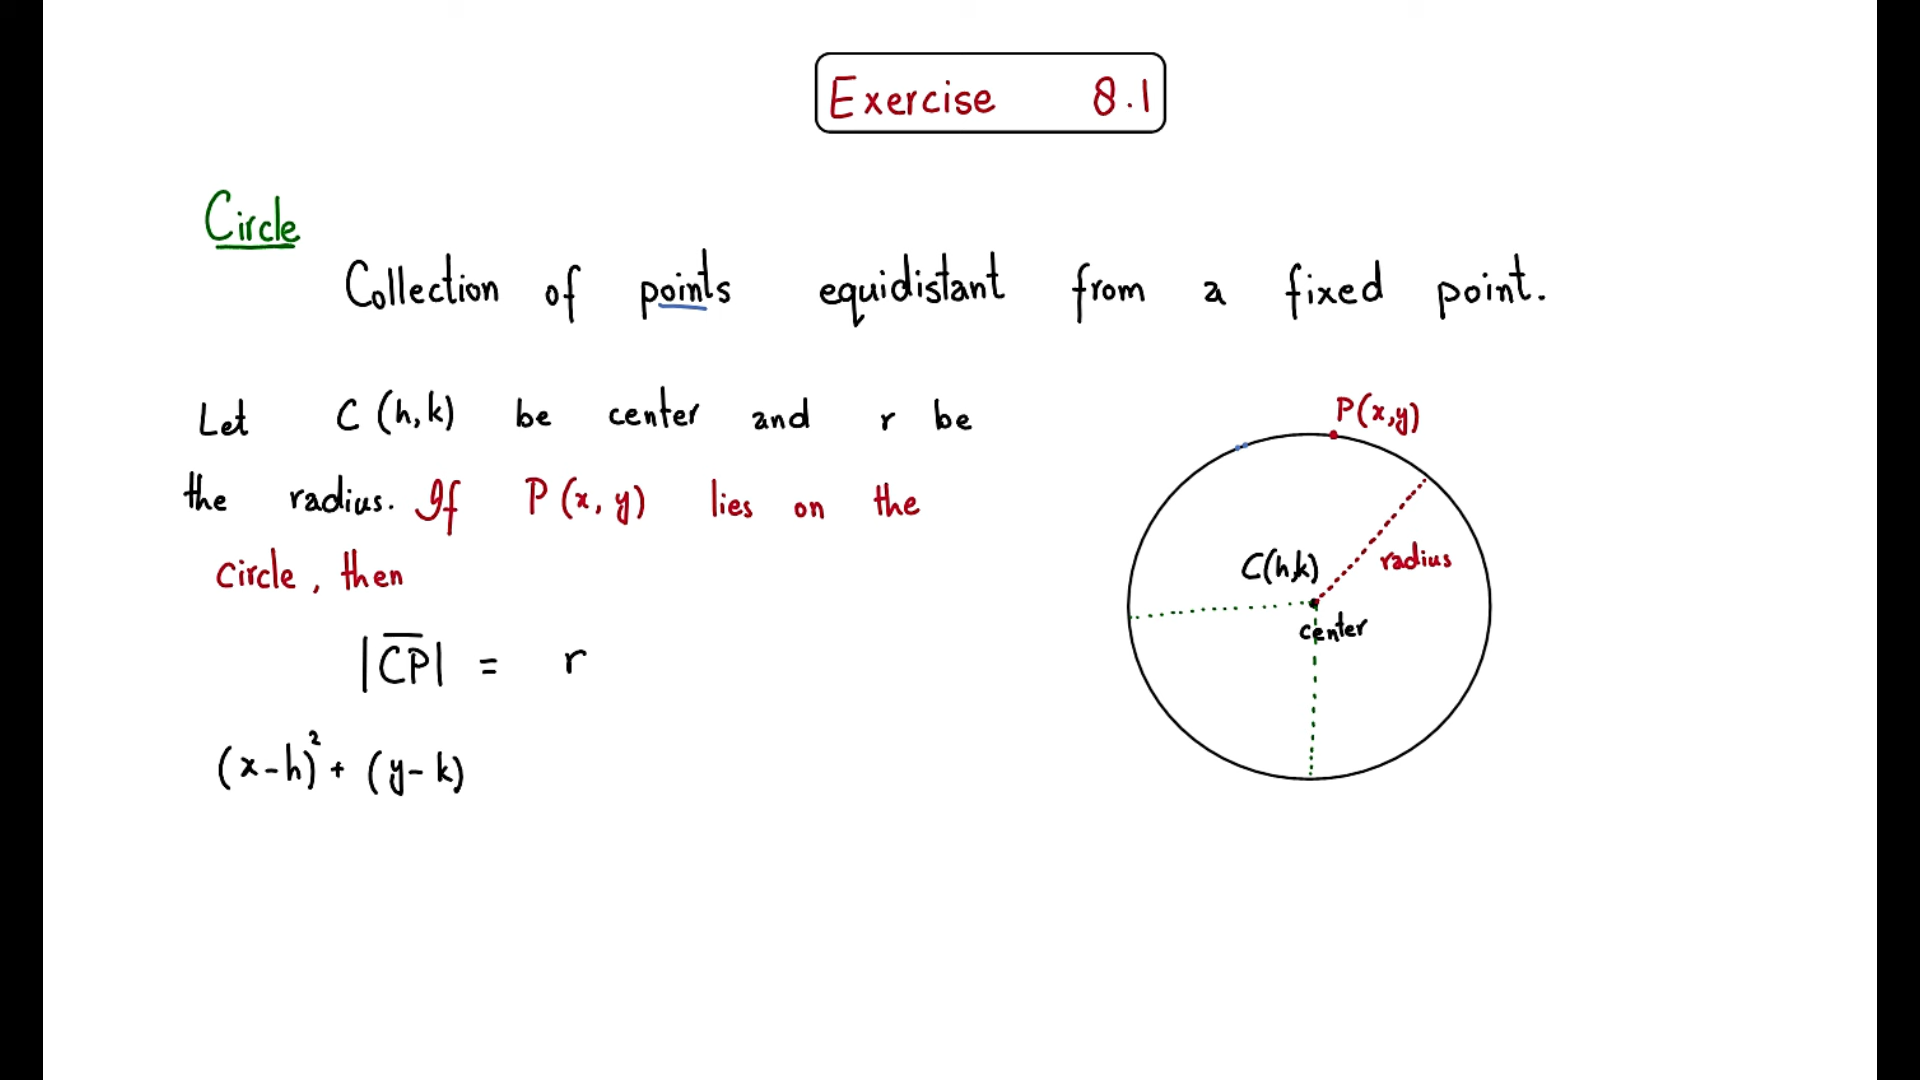 Exercise 8.1
Circle
Collection of points equidistant from a fixed point.
Let C (h, k) be center and r be
the radius. If P (x, y) lies on the
circle, then
|C̅P̅| = r
(x-h)² + (y-k)
P(x,y)
C(h,k)
radius
center